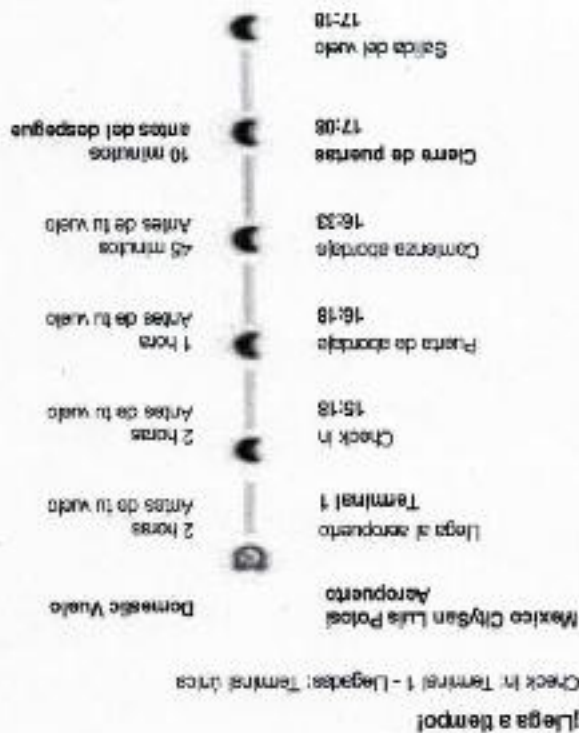 ¡Llega a tiempo!
Check in: Terminal 1 - Llegadas: Terminal única
Mexico CitySan Luis Potosí
Aeropuerto
Domestic Vuelo
Llega al aeropuerto
Terminal 1
2 horas
Antes de tu vuelo
Check in
15:18
2 horas
Antes de tu vuelo
Puerta de abordaje
16:18
1 hora
Antes de tu vuelo
Comienza abordaje
16:33
45 minutos
Antes de tu vuelo
Cierre de puertas
17:08
10 minutos
antes del despegue
Salida del vuelo
17:18